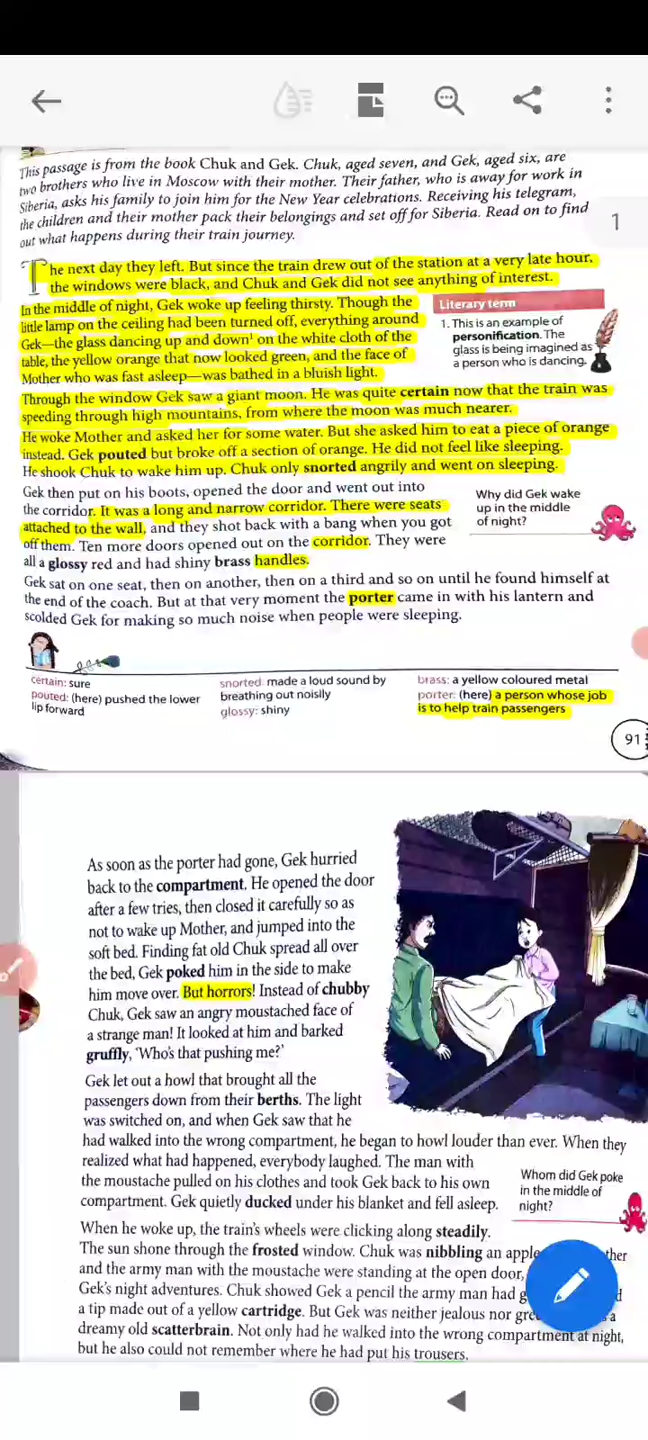 This passage is from the book Chuk and Gek. Chuk, aged seven, and Gek, aged six, are
two brothers who live in Moscow with their mother. Their father, who is away for work in
Siberia, asks his family to join him for the New Year celebrations. Receiving his telegram,
the children and their mother pack their belongings and set off for Siberia. Read on to find
out what happens during their train journey.
1
The next day they left. But since the train drew out of the station at a very late hour,
the windows were black, and Chuk and Gek did not see anything of interest.
In the middle of night, Gek woke up feeling thirsty. Though the
little lamp on the ceiling had been turned off, everything around
Gek—the glass dancing up and down¹ on the white cloth of the
table, the yellow orange that now looked green, and the face of
Mother who was fast asleep—was bathed in a bluish light.
Literary term
1. This is an example of
personification. The
glass is being imagined as
a person who is dancing.
Through the window Gek saw a giant moon. He was quite certain now that the train was
speeding through high mountains, from where the moon was much nearer.
He woke Mother and asked her for some water. But she asked him to eat a piece of orange
instead. Gek pouted but broke off a section of orange. He did not feel like sleeping.
He shook Chuk to wake him up. Chuk only snorted angrily and went on sleeping.
Gek then put on his boots, opened the door and went out into
the corridor. It was a long and narrow corridor. There were seats
attached to the wall, and they shot back with a bang when you got
off them. Ten more doors opened out on the corridor. They were
all a glossy red and had shiny brass handles.
Why did Gek wake
up in the middle
of night?
Gek sat on one seat, then on another, then on a third and so on until he found himself at
the end of the coach. But at that very moment the porter came in with his lantern and
scolded Gek for making so much noise when people were sleeping.
certain: sure
pouted: (here) pushed the lower
lip forward
snorted: made a loud sound by
breathing out noisily
glossy: shiny
brass: a yellow coloured metal
porter: (here) a person whose job
is to help train passengers
91
As soon as the porter had gone, Gek hurried
back to the compartment. He opened the door
after a few tries, then closed it carefully so as
not to wake up Mother, and jumped into the
soft bed. Finding fat old Chuk spread all over
the bed, Gek poked him in the side to make
him move over. But horrors! Instead of chubby
Chuk, Gek saw an angry moustached face of
a strange man! It looked at him and barked
gruffly, 'Who's that pushing me?'
Gek let out a howl that brought all the
passengers down from their berths. The light
was switched on, and when Gek saw that he
had walked into the wrong compartment, he began to howl louder than ever. When they
realized what had happened, everybody laughed. The man with
the moustache pulled on his clothes and took Gek back to his own
compartment. Gek quietly ducked under his blanket and fell asleep.
Whom did Gek poke
in the middle of
night?
When he woke up, the train's wheels were clicking along steadily.
The sun shone through the frosted window. Chuk was nibbling an apple
and the army man with the moustache were standing at the open door,
Gek's night adventures. Chuk showed Gek a pencil the army man had
a tip made out of a yellow cartridge. But Gek was neither jealous nor a
dreamy old scatterbrain. Not only had he walked into the wrong compartment at night,
but he also could not remember where he had put his trousers.